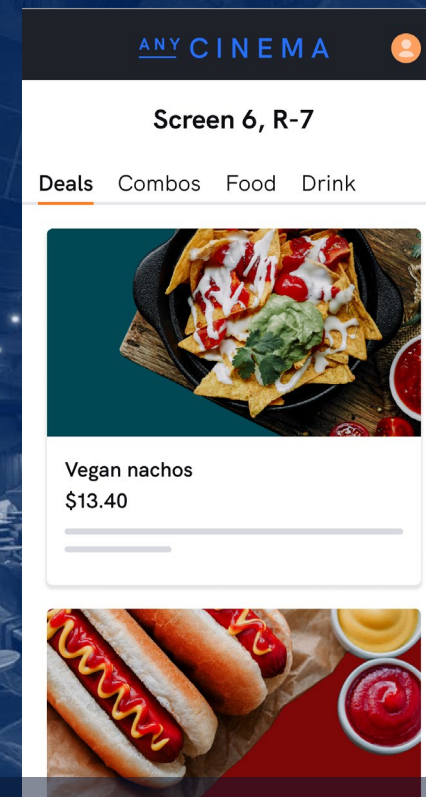 ANY CINEMA
Screen 6, R-7
Deals Combos Food Drink
Vegan nachos
$13.40